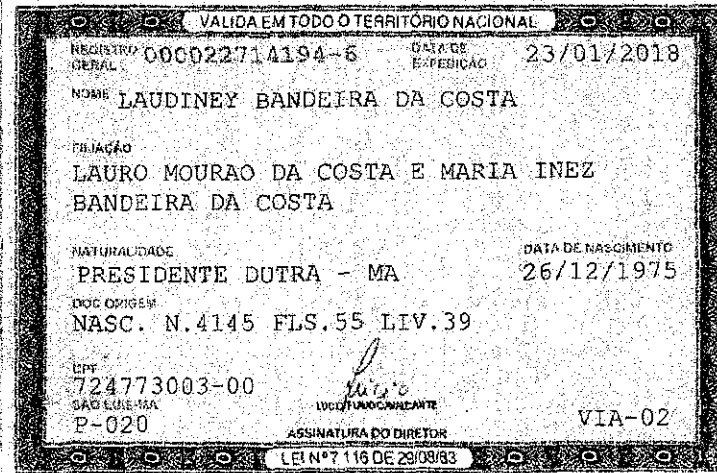 VALIDA EM TODO O TERRITÓRIO NACIONAL
REGISTRO GERAL 000022714194-6 DATA DE EXPEDIÇÃO 23/01/2018
NOME LAUDINEY BANDEIRA DA COSTA
FILIAÇÃO
LAURO MOURAO DA COSTA E MARIA INEZ
BANDEIRA DA COSTA
NATURALIDADE DATA DE NASCIMENTO
PRESIDENTE DUTRA - MA 26/12/1975
DOC ORIGEM
NASC. N.4145 FLS.55 LIV.39
CPF
724773003-00
SÃO LUIS-MA
P-020 VIA-02
ASSINATURA DO DIRETOR
LEI Nº 7.116 DE 29/08/83